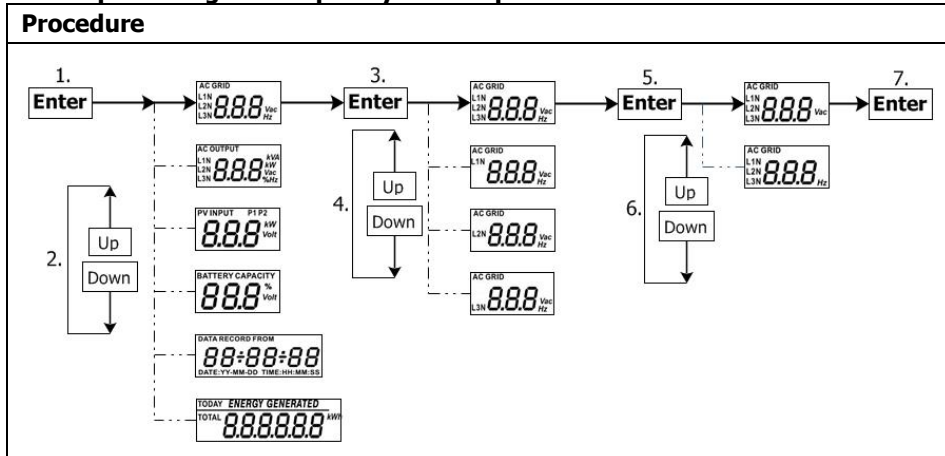 Procedure
1.
Enter
AC GRID
L1N
L2N
L3N
8.8.8 Vac
Hz
AC OUTPUT
L1N
L2N
L3N
8.8.8 kVA
kW
Vac
%Hz
PV INPUT P1 P2
8.8.8 kW
Volt
BATTERY CAPACITY
88.8 %
Volt
DATA RECORD FROM
88:88:88
DATE:YY-MM-DD TIME:HH:MM:SS
TODAY ENERGY GENERATED
TOTAL 8.8.8.8.8.8 kWh
2.
Up
Down
3.
Enter
AC GRID
L1N
L2N
L3N
8.8.8 Vac
Hz
AC GRID
L1N
8.8.8 Vac
Hz
AC GRID
L2N
8.8.8 Vac
Hz
AC GRID
L3N
8.8.8 Vac
Hz
4.
Up
Down
5.
Enter
AC GRID
L1N
L2N
L3N
8.8.8 Vac
AC GRID
L1N
L2N
L3N
8.8.8 Hz
6.
Up
Down
7.
Enter